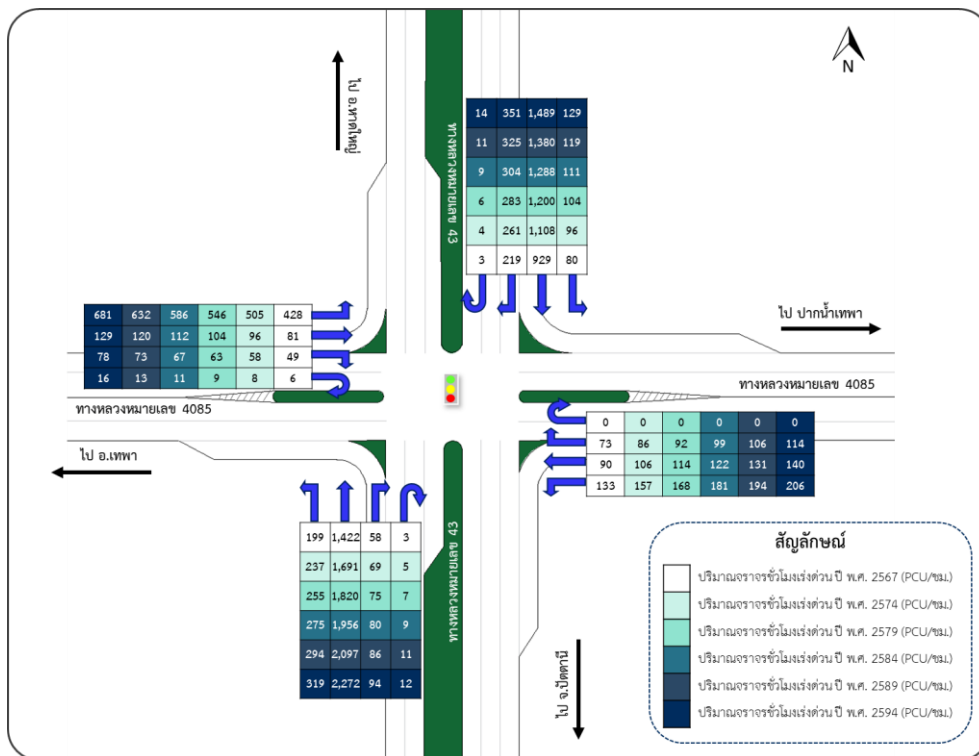 N
ไป อ.หาดใหญ่
ทางหลวงหมายเลข 43
14 351 1,489 129
11 325 1,380 119
9 304 1,288 111
6 283 1,200 104
4 261 1,108 96
3 219 929 80
681 632 586 546 505 428
129 120 112 104 96 81
78 73 67 63 58 49
16 13 11 9 8 6
ไป ปากน้ำเทพา
ทางหลวงหมายเลข 4085
ทางหลวงหมายเลข 4085
ไป อ.เทพา
0 0 0 0 0 0
73 86 92 99 106 114
90 106 114 122 131 140
133 157 168 181 194 206
199 1,422 58 3
237 1,691 69 5
255 1,820 75 7
275 1,956 80 9
294 2,097 86 11
319 2,272 94 12
ทางหลวงหมายเลข 43
ไป จ.ปัตตานี
สัญลักษณ์
ปริมาณจราจรชั่วโมงเร่งด่วน ปี พ.ศ. 2567 (PCU/ชม.)
ปริมาณจราจรชั่วโมงเร่งด่วน ปี พ.ศ. 2574 (PCU/ชม.)
ปริมาณจราจรชั่วโมงเร่งด่วน ปี พ.ศ. 2579 (PCU/ชม.)
ปริมาณจราจรชั่วโมงเร่งด่วน ปี พ.ศ. 2584 (PCU/ชม.)
ปริมาณจราจรชั่วโมงเร่งด่วน ปี พ.ศ. 2589 (PCU/ชม.)
ปริมาณจราจรชั่วโมงเร่งด่วน ปี พ.ศ. 2594 (PCU/ชม.)